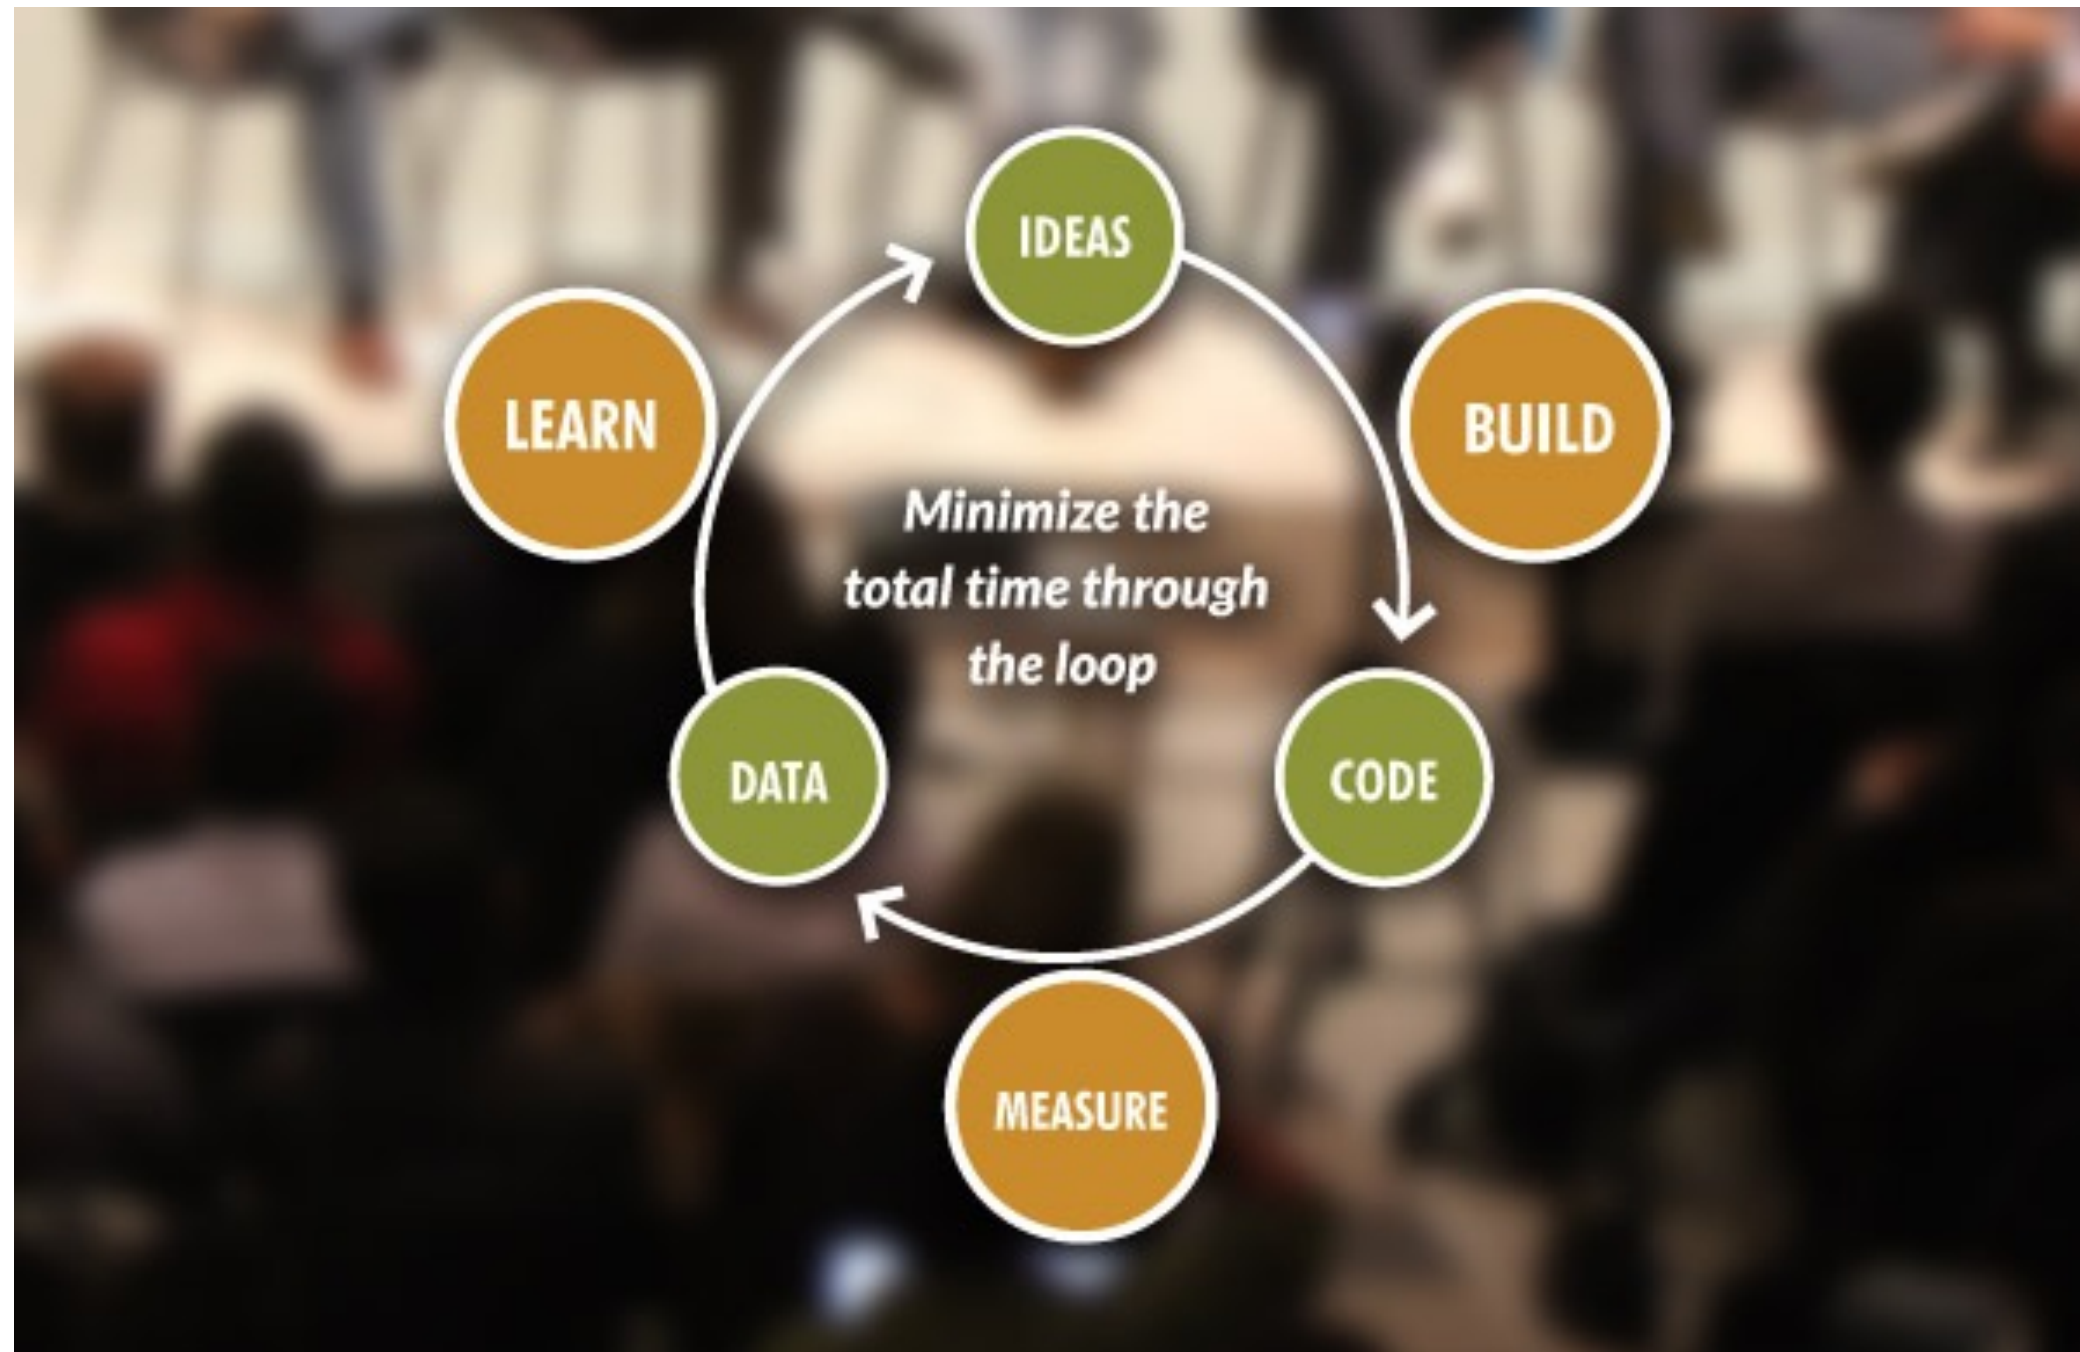 IDEAS
BUILD
LEARN
Minimize the
total time through
the loop
DATA
CODE
MEASURE